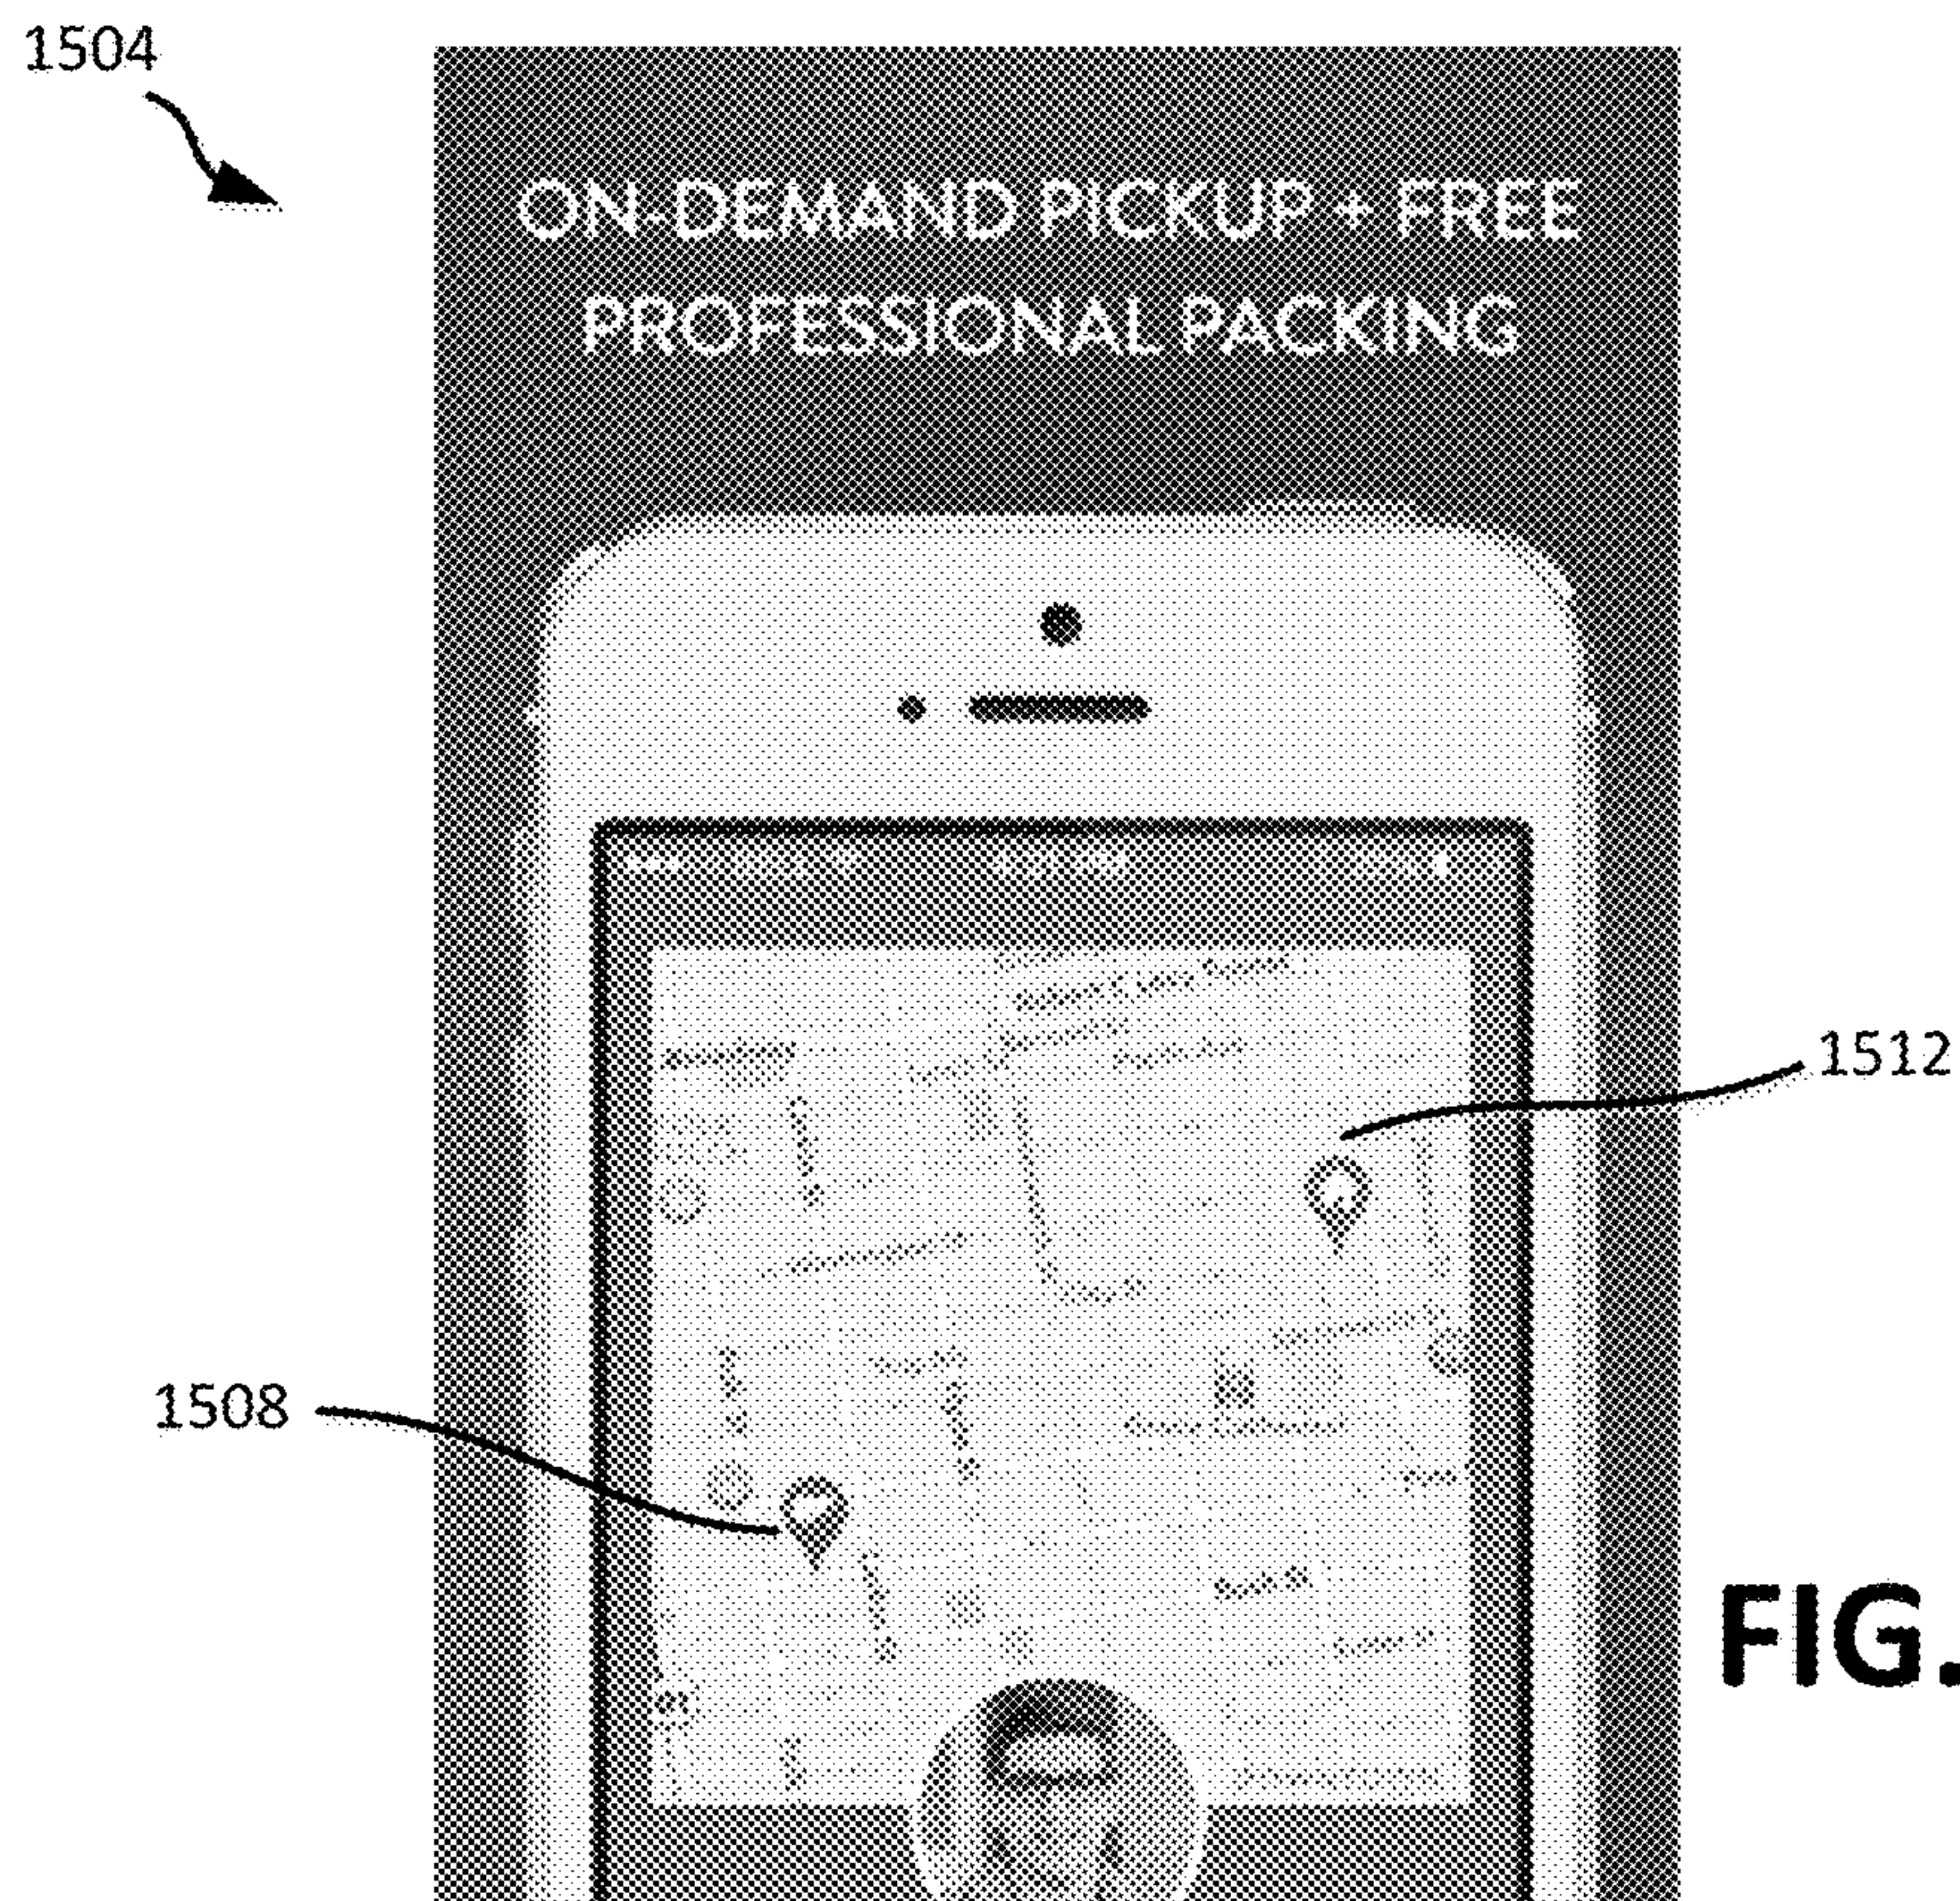 1504
ON-DEMAND PICKUP + FREE
PROFESSIONAL PACKING
1512
1508
FIG.